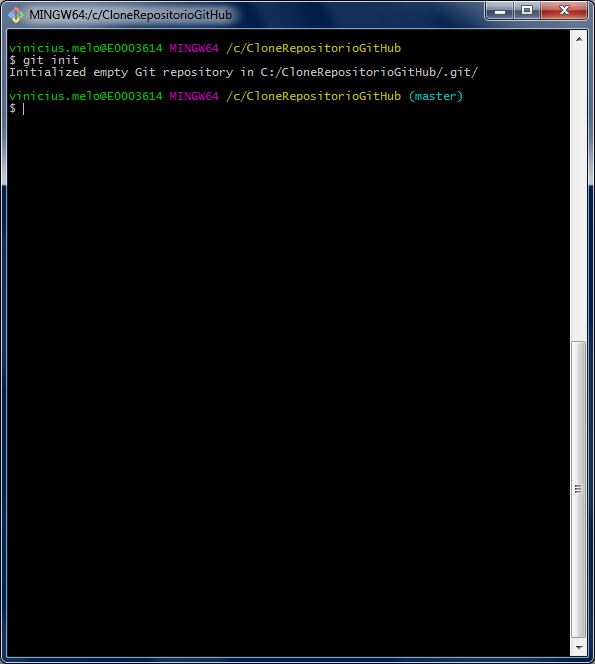 MINGW64:/c/CloneRepositorioGitHub
vinicius.melo@E0003614 MINGW64 /c/CloneRepositorioGitHub
$ git init
Initialized empty Git repository in C:/CloneRepositorioGitHub/.git/
vinicius.melo@E0003614 MINGW64 /c/CloneRepositorioGitHub (master)
$